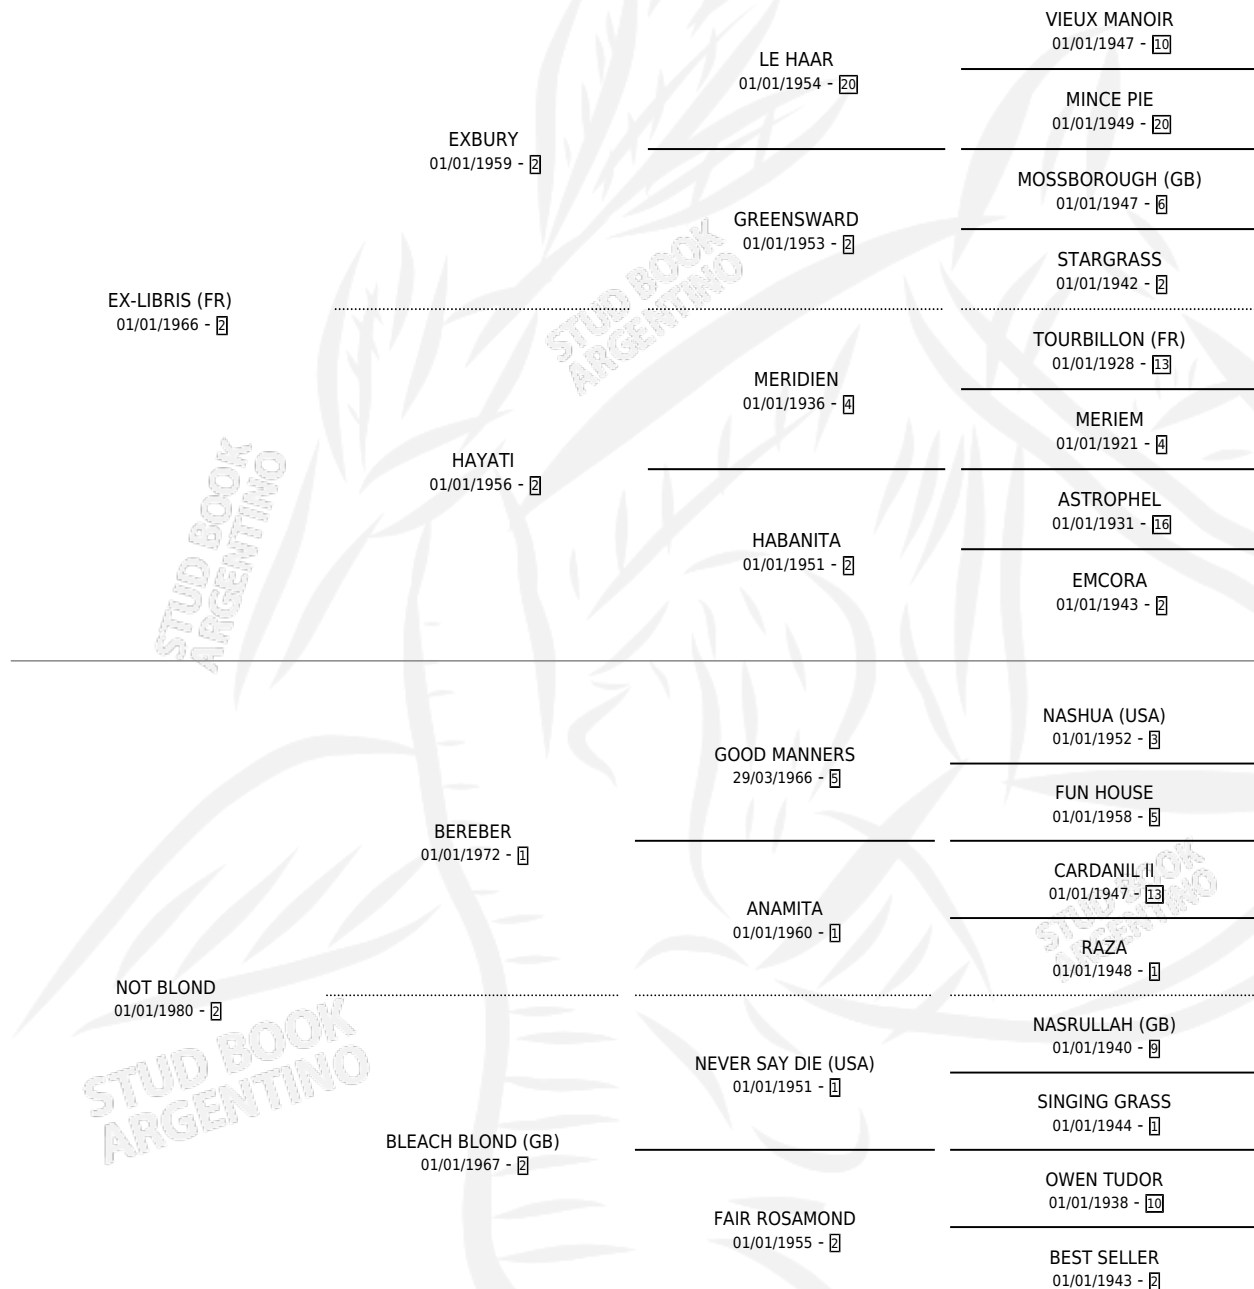 VIEUX MANOIR
01/01/1947 - 10
LE HAAR
01/01/1954 - 20
MINCE PIE
01/01/1949 - 20
EXBURY
01/01/1959 - 2
MOSSBOROUGH (GB)
01/01/1947 - 6
GREENSWARD
01/01/1953 - 2
STARGRASS
01/01/1942 - 2
EX-LIBRIS (FR)
01/01/1966 - 2
TOURBILLON (FR)
01/01/1928 - 13
MERIDIEN
01/01/1936 - 4
MERIEM
01/01/1921 - 4
HAYATI
01/01/1956 - 2
ASTROPHEL
01/01/1931 - 16
HABANITA
01/01/1951 - 2
EMCORA
01/01/1943 - 2
NASHUA (USA)
01/01/1952 - 3
GOOD MANNERS
29/03/1966 - 5
FUN HOUSE
01/01/1958 - 5
BEREBER
01/01/1972 - 1
CARDANIL II
01/01/1947 - 13
ANAMITA
01/01/1960 - 1
RAZA
01/01/1948 - 1
NOT BLOND
01/01/1980 - 2
NASRULLAH (GB)
01/01/1940 - 9
NEVER SAY DIE (USA)
01/01/1951 - 1
SINGING GRASS
01/01/1944 - 1
BLEACH BLOND (GB)
01/01/1967 - 2
OWEN TUDOR
01/01/1938 - 10
FAIR ROSAMOND
01/01/1955 - 2
BEST SELLER
01/01/1943 - 2
STUD BOOK
ARGENTINO
STUD BOOK
ARGENTINO
STUD BOOK
ARGENTINO
STUD BOOK
ARGENTINO